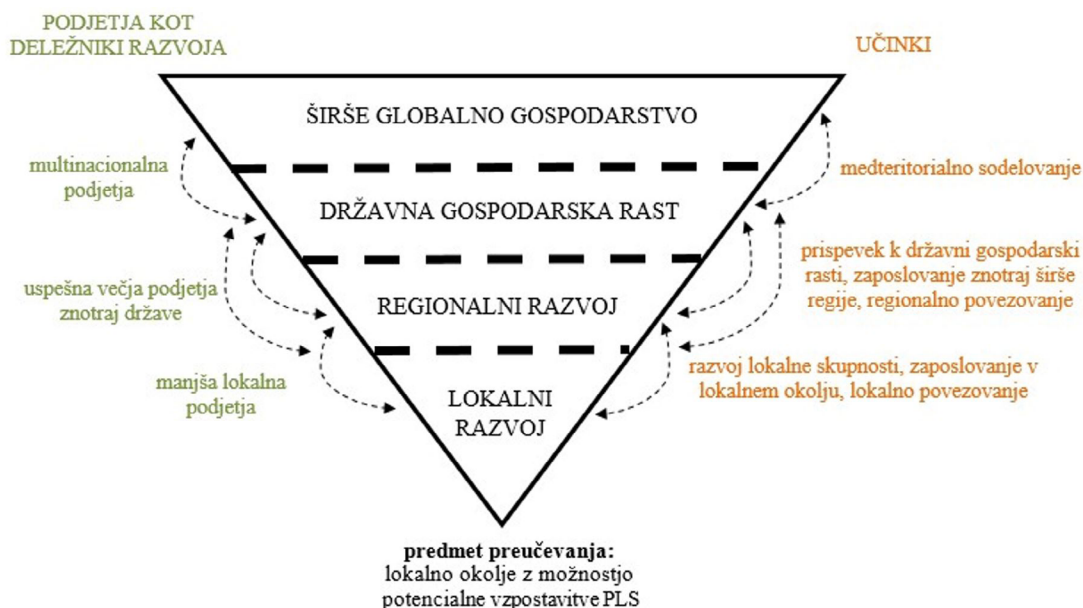 PODJETJA KOT
DELEŽNIKI RAZVOJA
UČINKI
ŠIRŠE GLOBALNO GOSPODARSTVO
multinacionalna
podjetja
medteritorialno sodelovanje
DRŽAVNA GOSPODARSKA RAST
uspešna večja podjetja
znotraj države
prispevek k državni gospodarski
rasti, zaposlovanje znotraj širše
regije, regionalno povezovanje
REGIONALNI RAZVOJ
manjša lokalna
podjetja
razvoj lokalne skupnosti, zaposlovanje v
lokalnem okolju, lokalno povezovanje
LOKALNI
RAZVOJ
predmet preučevanja:
lokalno okolje z možnostjo
potencialne vzpostavitve PLS